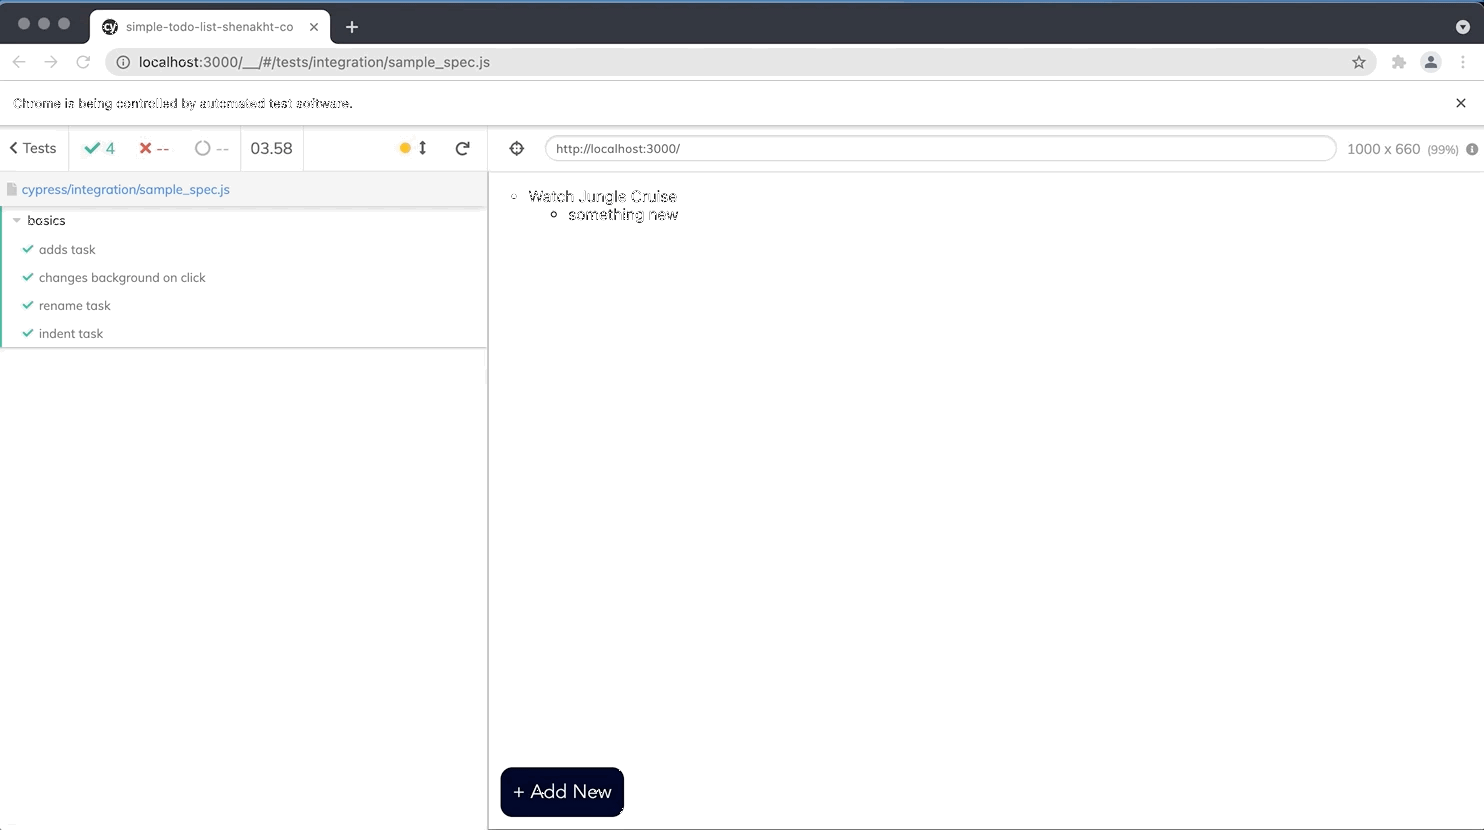 simple-todo-list-shenakht-co
localhost:3000/__/#/tests/integration/sample_spec.js
Chrome is being controlled by automated test software.
Tests 4 -- -- 03.58
http://localhost:3000/ 1000 x 660 (99%)
cypress/integration/sample_spec.js
basics
adds task
changes background on click
rename task
indent task
Watch Jungle Cruise
something new
+ Add New